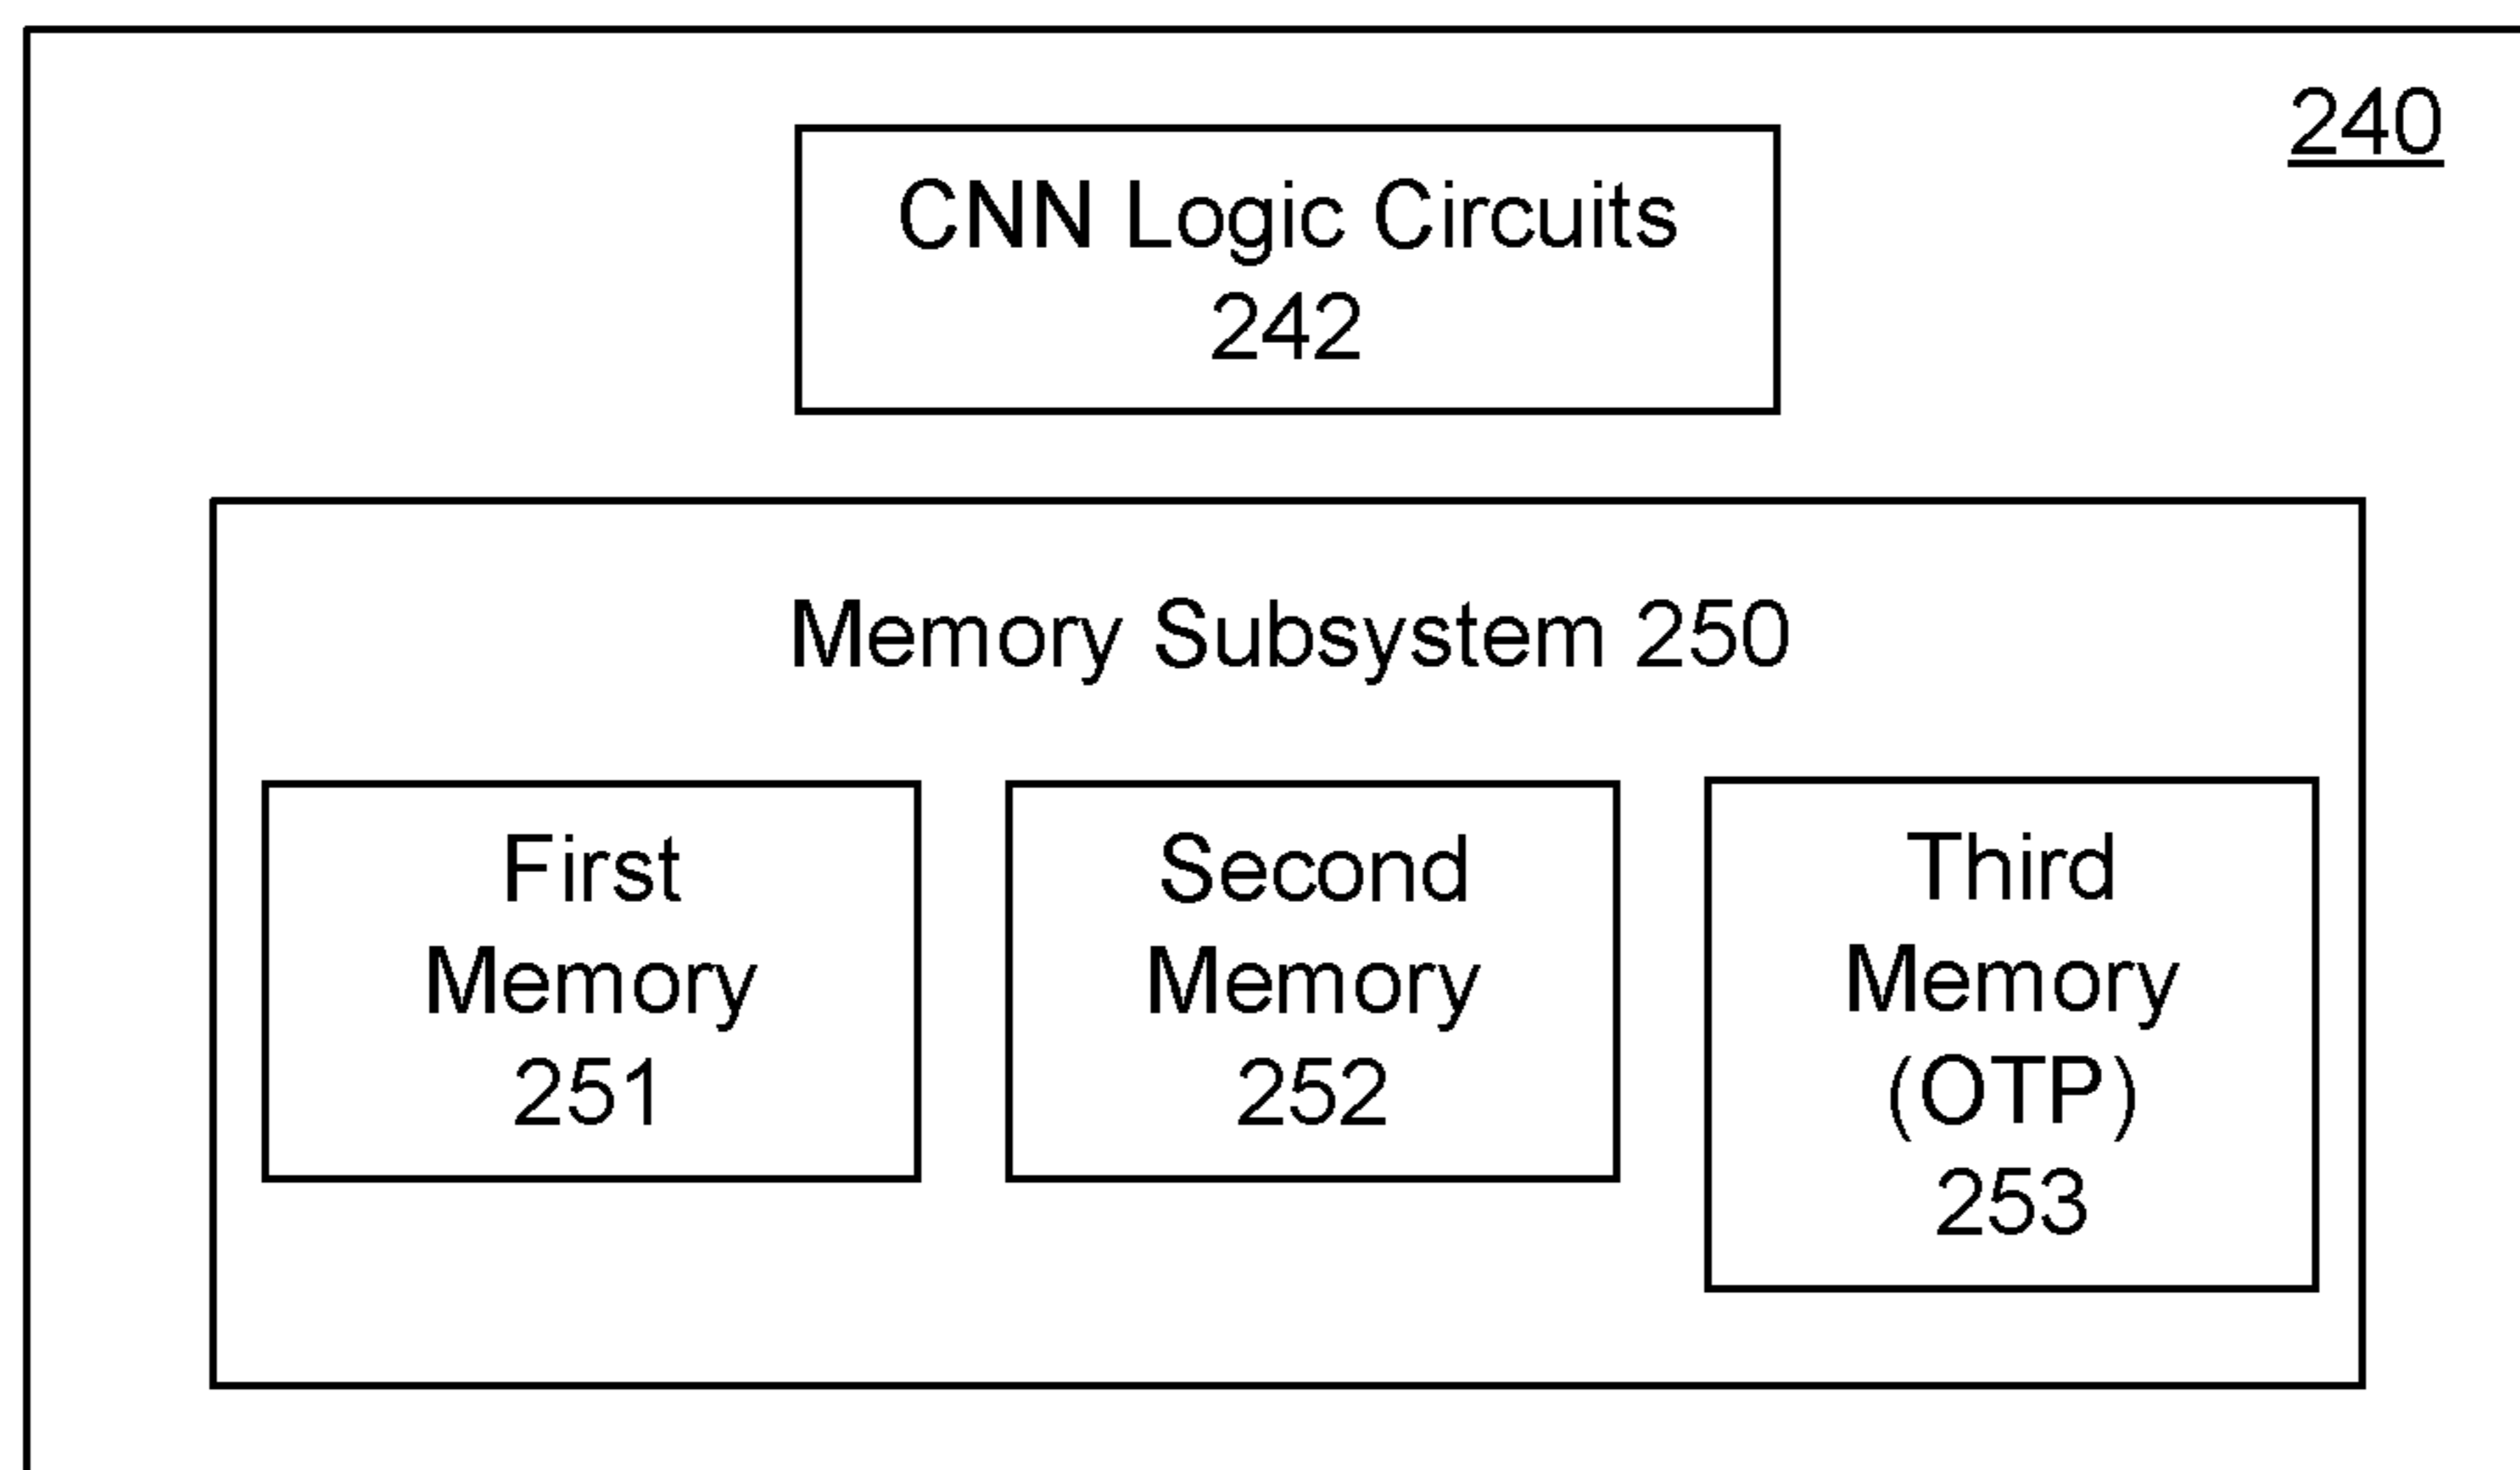 240
CNN Logic Circuits
242
Memory Subsystem 250
First
Memory
251
Second
Memory
252
Third
Memory
(OTP)
253